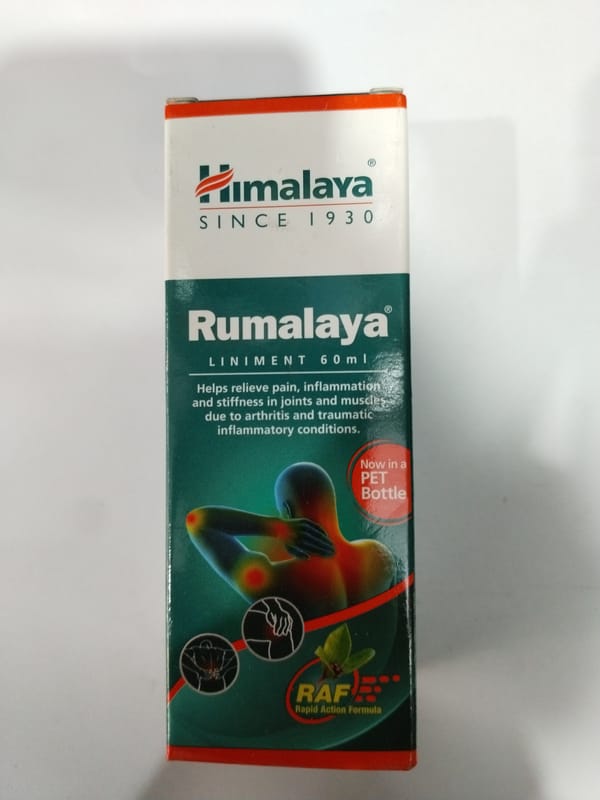 Himalaya®
SINCE 1930
Rumalaya®
LINIMENT 60ml
Helps relieve pain, inflammation
and stiffness in joints and muscles
due to arthritis and traumatic
inflammatory conditions.
Now in a
PET
Bottle
RAF
Rapid Action Formula